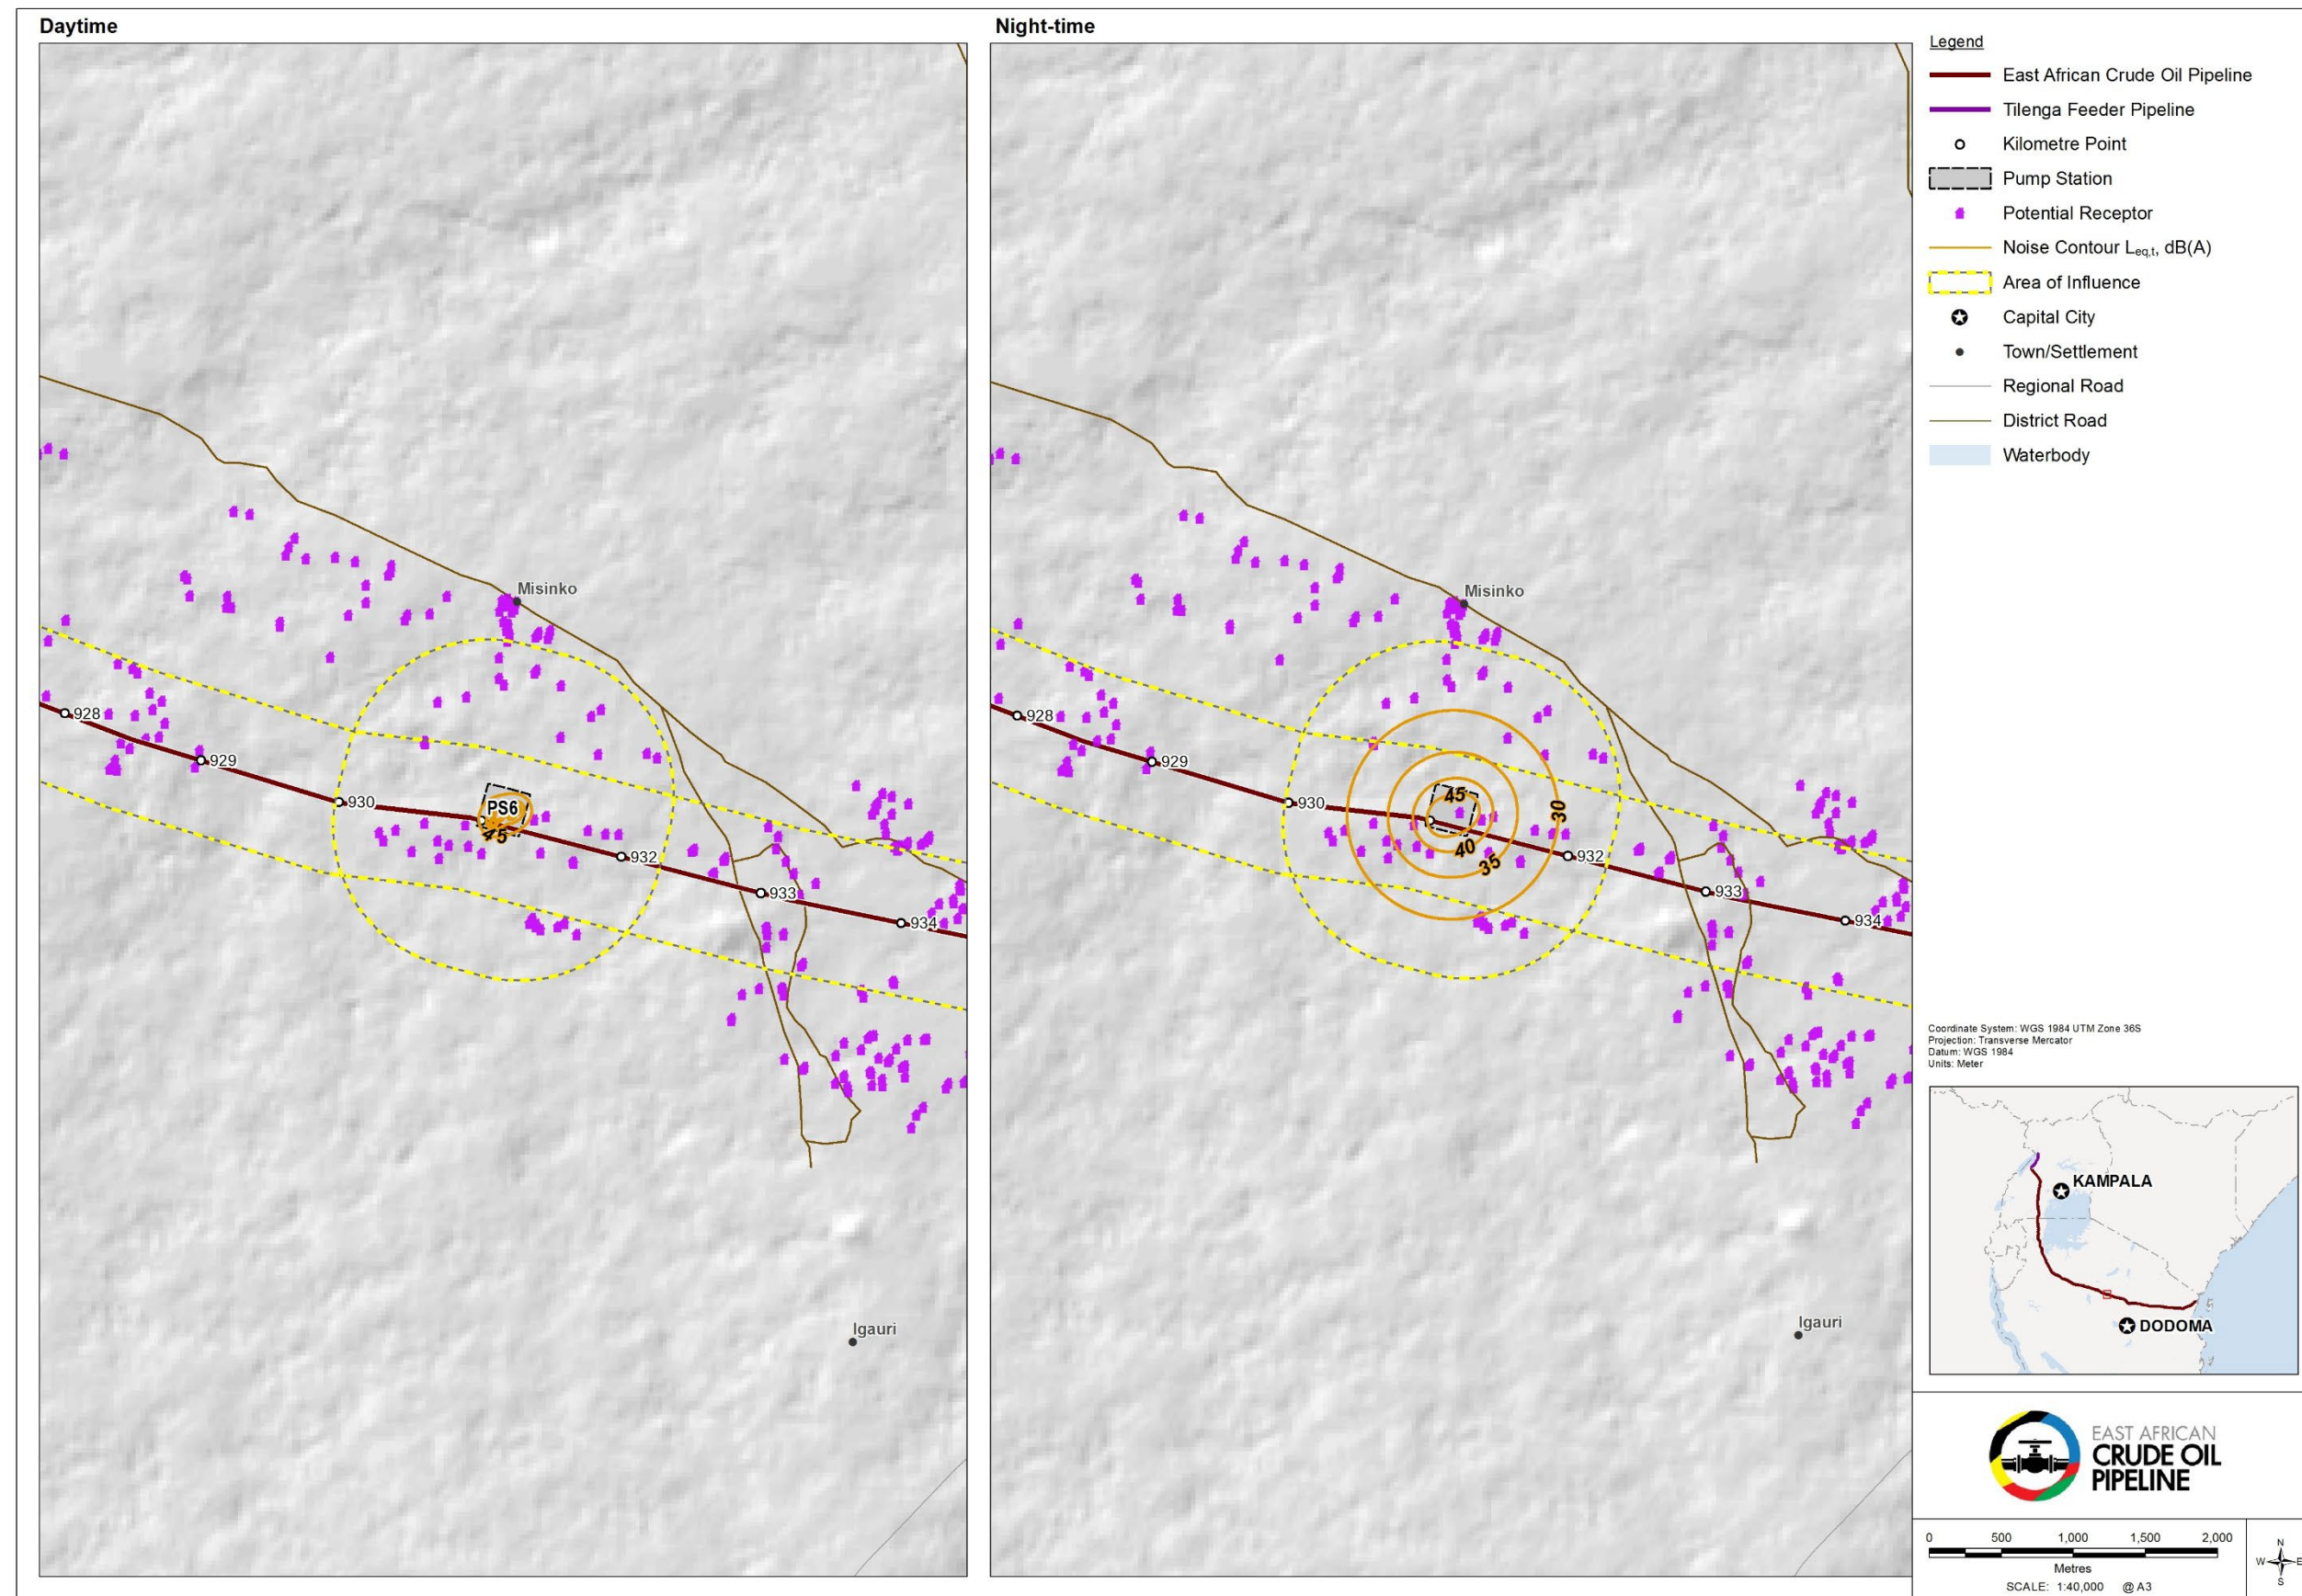 Daytime
Misinko
928
929
930
PS6
45
932
933
934
Igauri
Night-time
Misinko
928
929
930
45
40
35
30
932
933
934
Igauri
Legend
East African Crude Oil Pipeline
Tilenga Feeder Pipeline
Kilometre Point
Pump Station
Potential Receptor
Noise Contour Leq,t, dB(A)
Area of Influence
Capital City
Town/Settlement
Regional Road
District Road
Waterbody
Coordinate System: WGS 1984 UTM Zone 36S
Projection: Transverse Mercator
Datum: WGS 1984
Units: Meter
KAMPALA
DODOMA
EAST AFRICAN
CRUDE OIL
PIPELINE
0 500 1,000 1,500 2,000
Metres
SCALE: 1:40,000 @ A3
N
W E
S